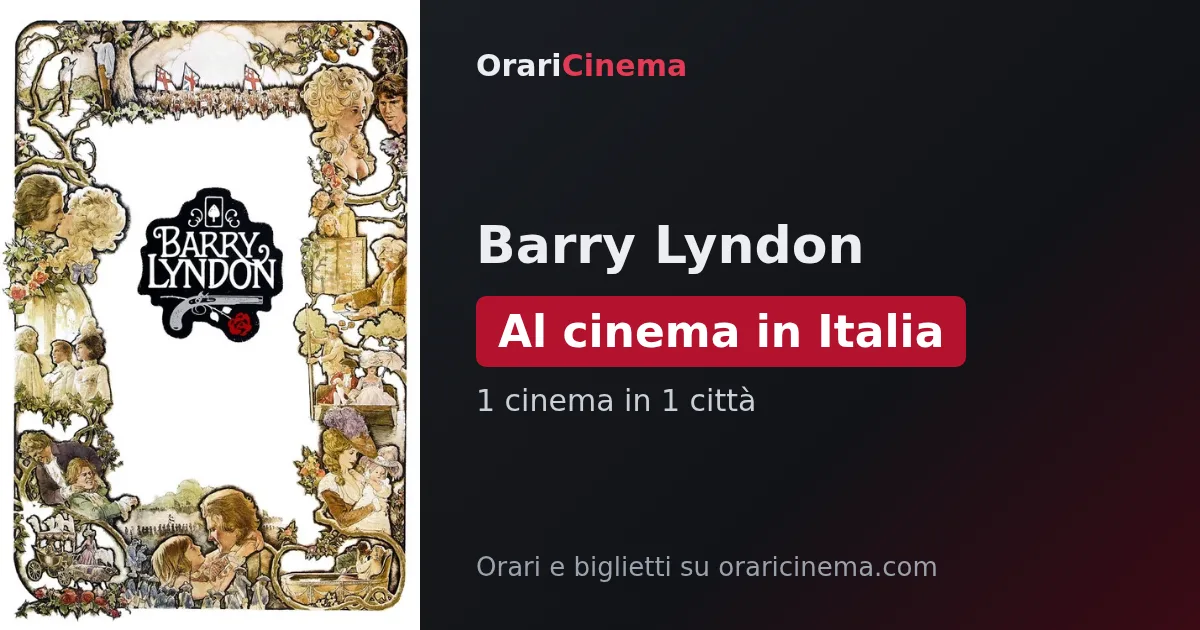 BARRY
LYNDON
OrariCinema
Barry Lyndon
Al cinema in Italia
1 cinema in 1 città
Orari e biglietti su oraricinema.com